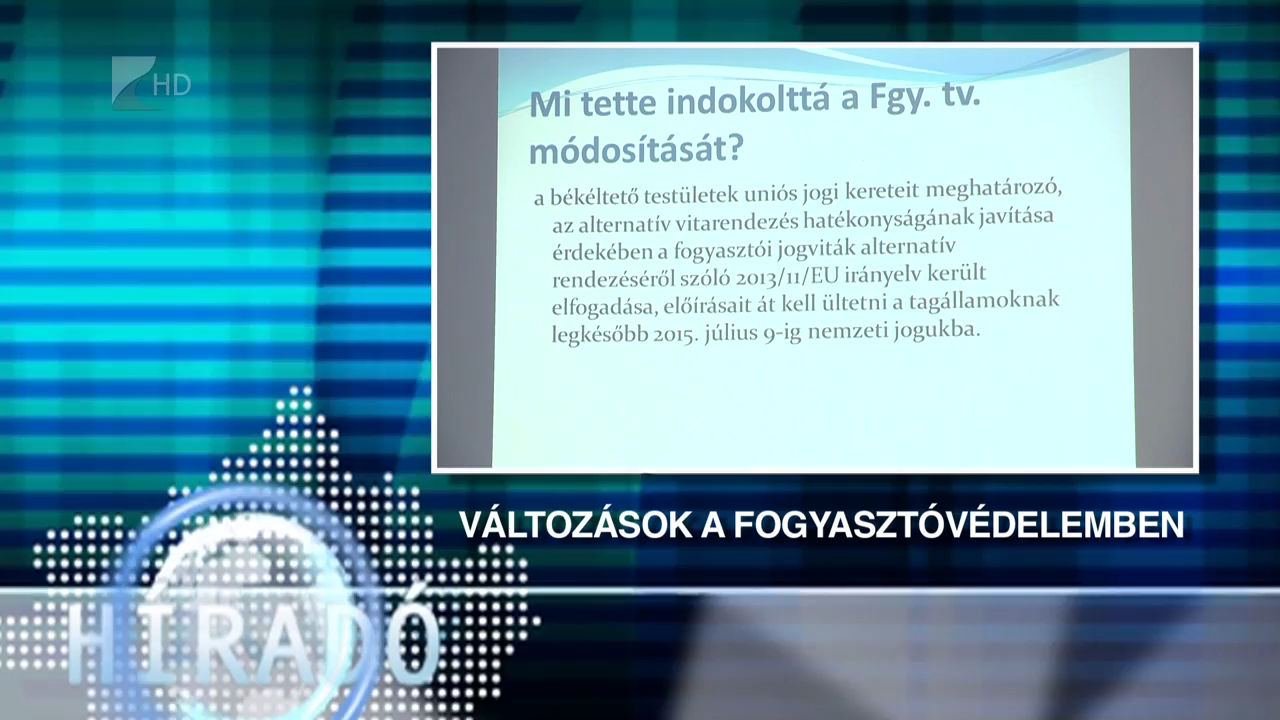 HD
Mi tette indokolttá a Fgy. tv.
módosítását?
a békéltető testületek uniós jogi kereteit meghatározó,
az alternatív vitarendezés hatékonyságának javítása
érdekében a fogyasztói jogviták alternatív
rendezéséről szóló 2013/11/EU irányelv került
elfogadása, előírásait át kell ültetni a tagállamoknak
legkésőbb 2015. július 9-ig nemzeti jogukba.
VÁLTOZÁSOK A FOGYASZTÓVÉDELEMBEN
HÍRADÓ